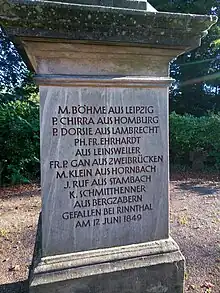 M. BÖHME AUS LEIPZIG
P. CHIRRA AUS HOMBURG
P. DORSIE AUS LAMBRECHT
PH. FR. EHRHARDT
AUS LEINSWEILER
FR. P. GAN AUS ZWEIBRÜCKEN
M. KLEIN AUS HORNBACH
J. RUF AUS STAMBACH
K. SCHMITTHENNER
AUS BERGZABERN
GEFALLEN BEI RINNTHAL
AM 17. JUNI 1849